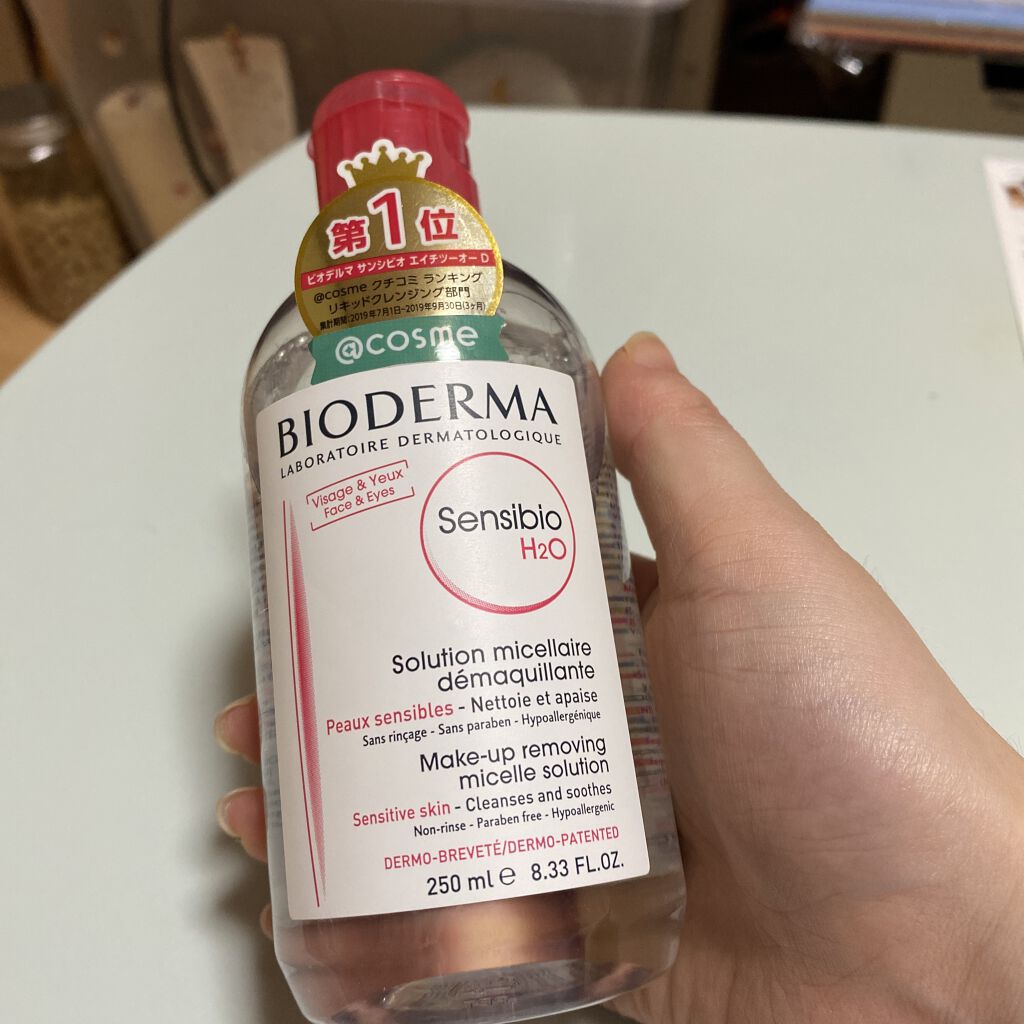 第1位
ビオデルマ サンシビオ エイチツーオー D
@cosme クチコミ ランキング
リキッドクレンジング部門
集計期間:2019年7月1日~2019年9月30日(3ヶ月)
@cosme
BIODERMA
LABORATOIRE DERMATOLOGIQUE
Visage & Yeux
Face & Eyes
Sensibio
H2O
Solution micellaire
démaquillante
Peaux sensibles - Nettoie et apaise
Sans rinçage - Sans paraben - Hypoallergénique
Make-up removing
micelle solution
Sensitive skin - Cleanses and soothes
Non-rinse - Paraben free - Hypoallergenic
DERMO-BREVETÉ/DERMO-PATENTED
250 ml e 8.33 FL.OZ.